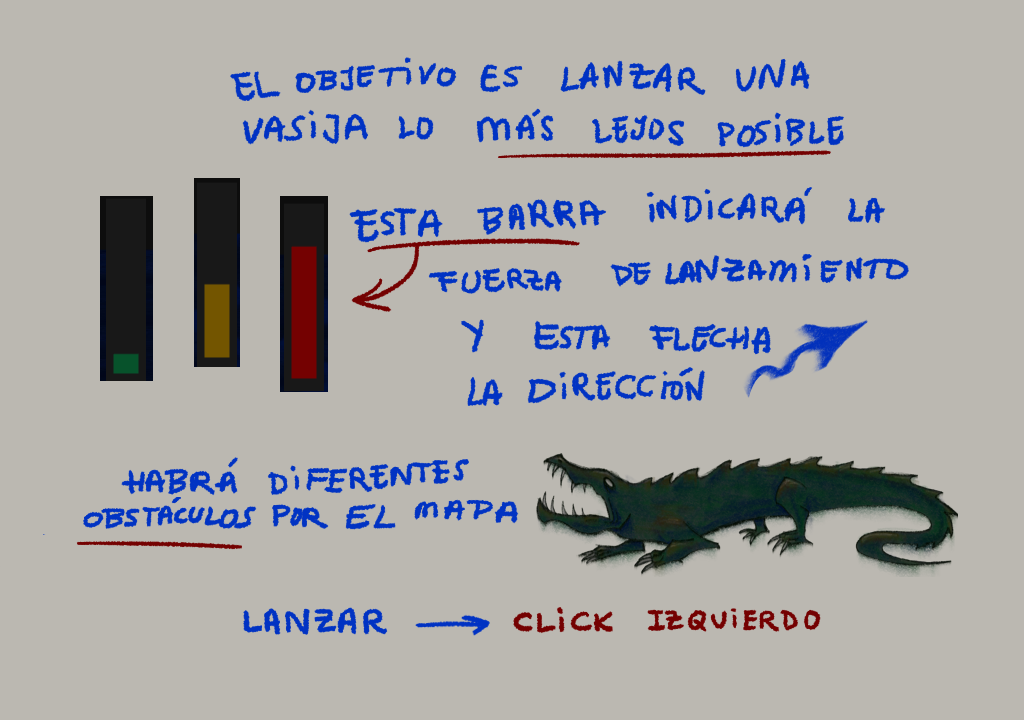 EL OBJETIVO ES LANZAR UNA
VASIJA LO MÁS LEJOS POSIBLE
ESTA BARRA INDICARÁ LA
FUERZA DE LANZAMIENTO
Y ESTA FLECHA
LA DIRECCIÓN
HABRÁ DIFERENTES
OBSTÁCULOS POR EL MAPA
LANZAR → CLICK IZQUIERDO